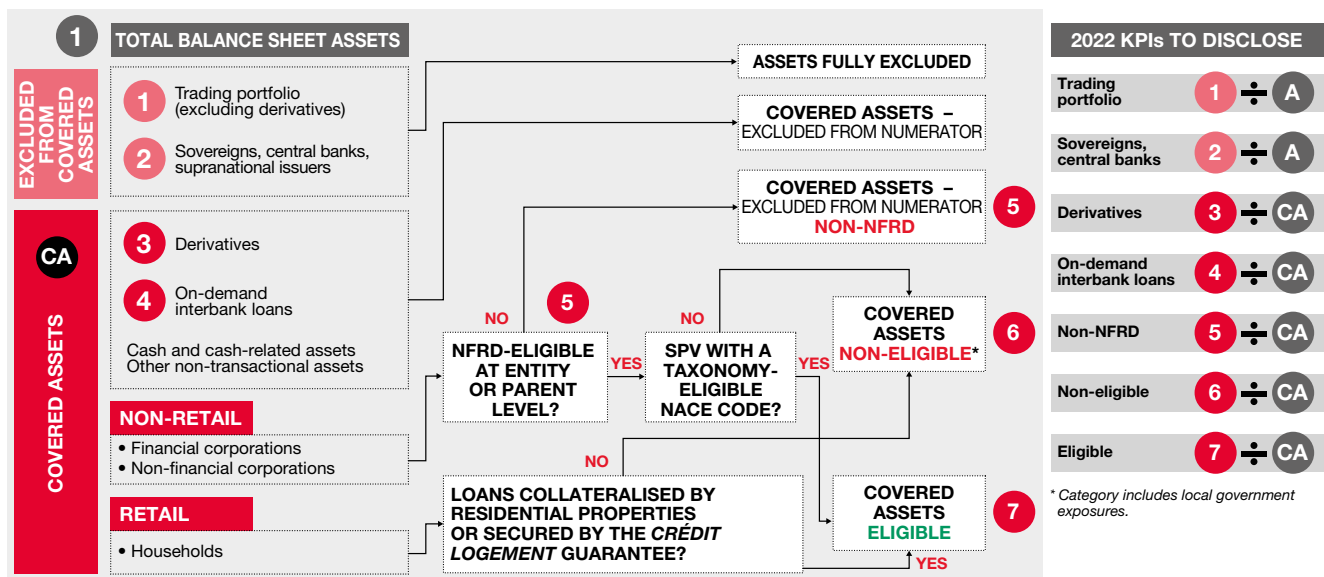 1
TOTAL BALANCE SHEET ASSETS
EXCLUDED
FROM
COVERED
ASSETS
1
Trading portfolio
(excluding derivatives)
2
Sovereigns, central banks,
supranational issuers
CA
COVERED ASSETS
3
Derivatives
4
On-demand
interbank loans
Cash and cash-related assets
Other non-transactional assets
NON-RETAIL
• Financial corporations
• Non-financial corporations
RETAIL
• Households
ASSETS FULLY EXCLUDED
COVERED ASSETS –
EXCLUDED FROM NUMERATOR
COVERED ASSETS –
EXCLUDED FROM NUMERATOR
NON-NFRD
5
5
NO
NFRD-ELIGIBLE
AT ENTITY
OR PARENT
LEVEL?
YES
NO
SPV WITH A
TAXONOMY-
ELIGIBLE
NACE CODE?
YES
COVERED
ASSETS
NON-ELIGIBLE*
6
NO
LOANS COLLATERALISED BY
RESIDENTIAL PROPERTIES
OR SECURED BY THE CRÉDIT
LOGEMENT GUARANTEE?
YES
COVERED
ASSETS
ELIGIBLE
7
2022 KPIs TO DISCLOSE
Trading
portfolio
1 ÷ A
Sovereigns,
central banks
2 ÷ A
Derivatives
3 ÷ CA
On-demand
interbank loans
4 ÷ CA
Non-NFRD
5 ÷ CA
Non-eligible
6 ÷ CA
Eligible
7 ÷ CA
* Category includes local government
exposures.